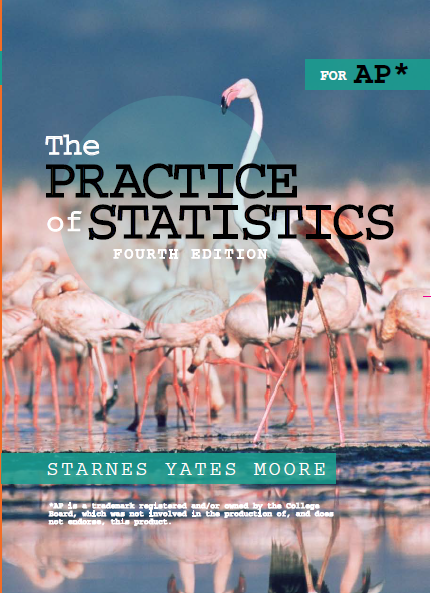 FOR AP*
The
PRACTICE
of STATISTICS
FOURTH EDITION
STARNES YATES MOORE
*AP is a trademark registered and/or owned by the College
Board, which was not involved in the production of, and does
not endorse, this product.